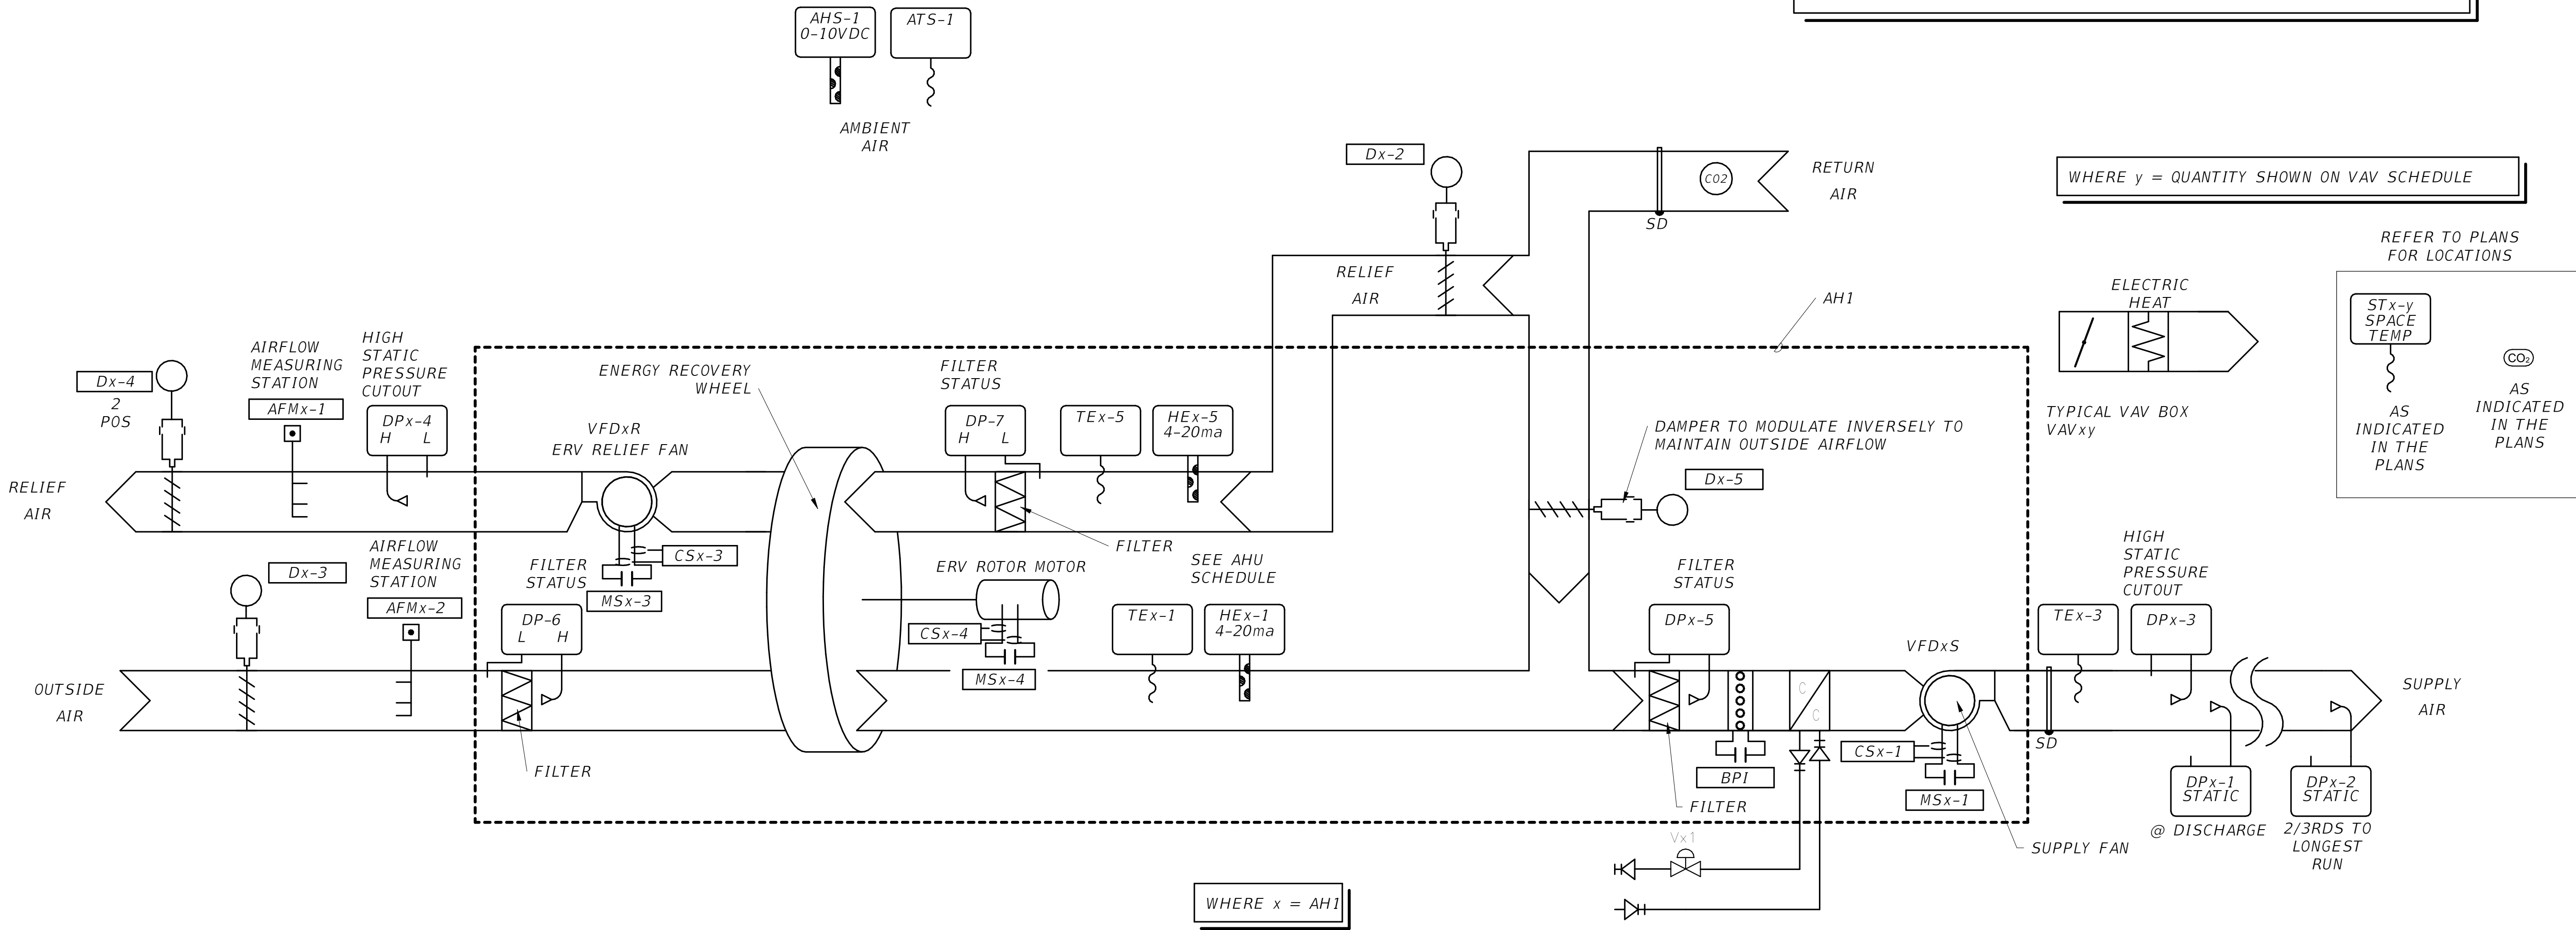 AHS-1
0-10VDC
ATS-1
AMBIENT
AIR
Dx-2
RETURN
AIR
CO2
SD
WHERE y = QUANTITY SHOWN ON VAV SCHEDULE
REFER TO PLANS
FOR LOCATIONS
RELIEF
AIR
AH1
ELECTRIC
HEAT
STx-y
SPACE
TEMP
CO₂
AS
INDICATED
IN THE
PLANS
AS
INDICATED
IN THE
PLANS
TYPICAL VAV BOX
VAVxy
Dx-4
2
POS
AIRFLOW
MEASURING
STATION
AFMx-1
HIGH
STATIC
PRESSURE
CUTOUT
DPx-4
H L
ENERGY RECOVERY
WHEEL
VFDxR
ERV RELIEF FAN
FILTER
STATUS
DP-7
H L
TEx-5
HEx-5
4-20ma
DAMPER TO MODULATE INVERSELY TO
MAINTAIN OUTSIDE AIRFLOW
Dx-5
RELIEF
AIR
CSx-3
MSx-3
FILTER
Dx-3
AIRFLOW
MEASURING
STATION
AFMx-2
FILTER
STATUS
DP-6
L H
ERV ROTOR MOTOR
CSx-4
MSx-4
SEE AHU
SCHEDULE
TEx-1
HEx-1
4-20ma
FILTER
STATUS
DPx-5
VFDxS
HIGH
STATIC
PRESSURE
CUTOUT
TEx-3
DPx-3
OUTSIDE
AIR
SUPPLY
AIR
C
C
FILTER
BPI
FILTER
CSx-1
MSx-1
SD
DPx-1
STATIC
@ DISCHARGE
DPx-2
STATIC
2/3RDS TO
LONGEST
RUN
SUPPLY FAN
Vx1
WHERE x = AH1